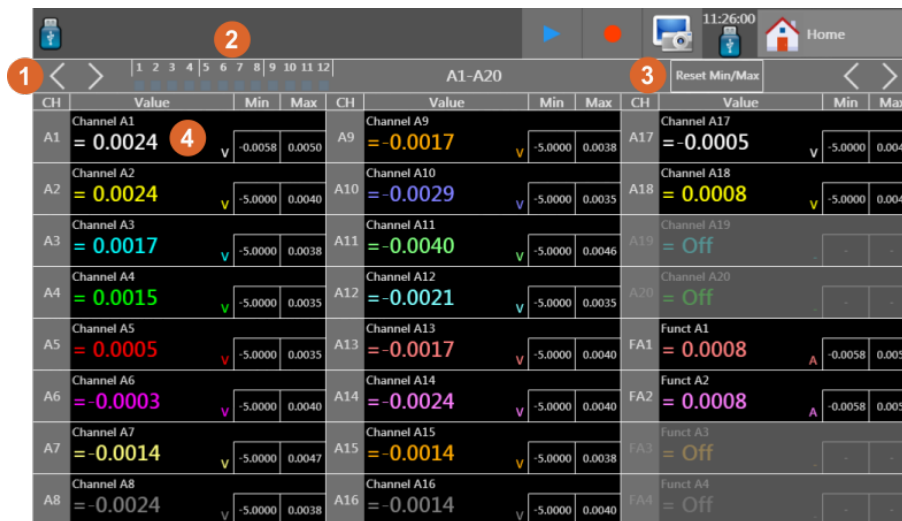 11:26:00
Home
2
1
1 2 3 4 5 6 7 8 9 10 11 12
A1-A20
3
Reset Min/Max
CH Value Min Max CH Value Min Max CH Value Min Max
A1 Channel A1
= 0.0024 4 V -0.0058 0.0050
A9 Channel A9
=-0.0017 V -5.0000 0.0038
A17 Channel A17
=-0.0005 V -5.0000
A2 Channel A2
= 0.0024 V -5.0000 0.0040
A10 Channel A10
=-0.0029 V -5.0000 0.0035
A18 Channel A18
= 0.0008 V -5.0000
A3 Channel A3
= 0.0017 V -5.0000 0.0038
A11 Channel A11
=-0.0040 V -5.0000 0.0046
A19 Channel A19
= Off - -
A4 Channel A4
= 0.0015 V -5.0000 0.0035
A12 Channel A12
=-0.0021 V -5.0000 0.0035
A20 Channel A20
= Off - -
A5 Channel A5
= 0.0005 V -5.0000 0.0035
A13 Channel A13
=-0.0017 V -5.0000 0.0040
FA1 Funct A1
= 0.0008 A -0.0058
A6 Channel A6
=-0.0003 V -5.0000 0.0040
A14 Channel A14
=-0.0024 V -5.0000 0.0040
FA2 Funct A2
= 0.0008 A -0.0058
A7 Channel A7
=-0.0014 V -5.0000 0.0047
A15 Channel A15
=-0.0014 V -5.0000 0.0038
FA3 Funct A3
= Off - -
A8 Channel A8
=-0.0024 V -5.0000 0.0038
A16 Channel A16
=-0.0014 V -5.0000 0.0040
FA4 Funct A4
= Off - -